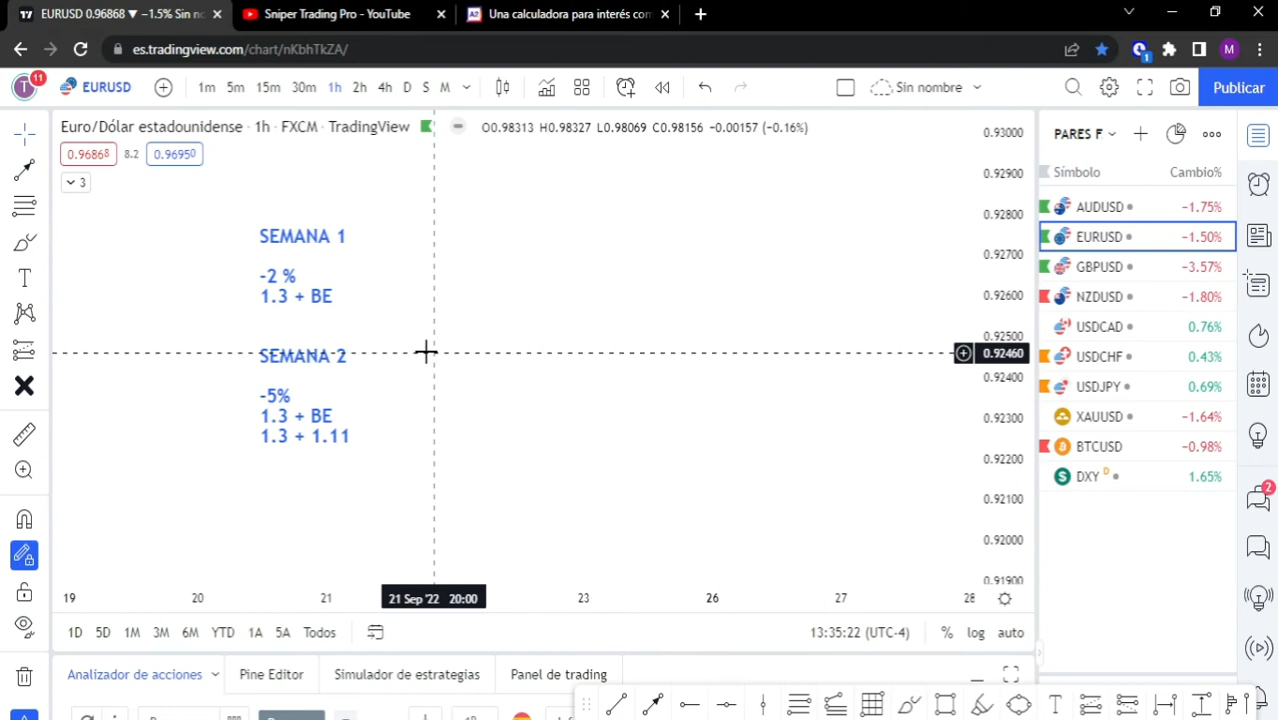 EURUSD 0.96868 ▼ −1.5% Sin n
Sniper Trading Pro - YouTube
Una calculadora para interés com
es.tradingview.com/chart/nKbhTkZA/
M
T
11
EURUSD
1m 5m 15m 30m 1h 2h 4h D S M
Sin nombre
Publicar
Euro/Dólar estadounidense · 1h · FXCM · TradingView
O0.98313 H0.98327 L0.98069 C0.98156 −0.00157 (−0.16%)
0.96868 8.2 0.96950
3
SEMANA 1
-2 %
1.3 + BE
SEMANA 2
-5%
1.3 + BE
1.3 + 1.11
0.93000
0.92900
0.92800
0.92700
0.92600
0.92500
0.92460
0.92400
0.92300
0.92200
0.92100
0.92000
0.91900
19 20 21 21 Sep '22 20:00 23 26 27 28
1D 5D 1M 3M 6M YTD 1A 5A Todos
13:35:22 (UTC-4) % log auto
Analizador de acciones Pine Editor Simulador de estrategias Panel de trading
PARES F
Símbolo Cambio%
AUDUSD −1.75%
EURUSD −1.50%
GBPUSD −3.57%
NZDUSD −1.80%
USDCAD 0.76%
USDCHF 0.43%
USDJPY 0.69%
XAUUSD −1.64%
BTCUSD −0.98%
DXY D 1.65%
2